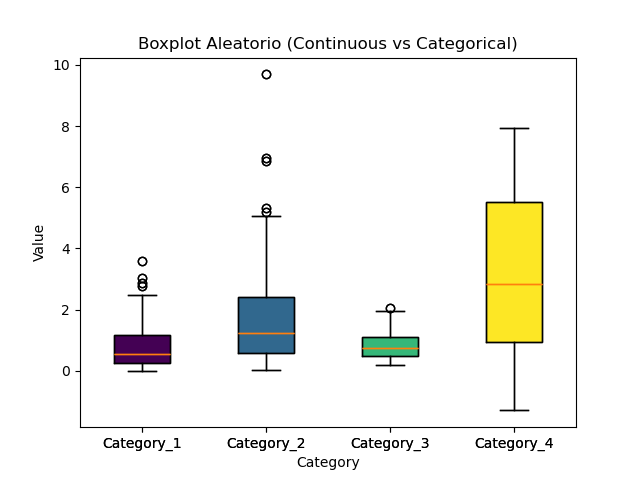 Boxplot Aleatorio (Continuous vs Categorical)
10
8
6
4
2
0
Value
Category_1 Category_2 Category_3 Category_4
Category